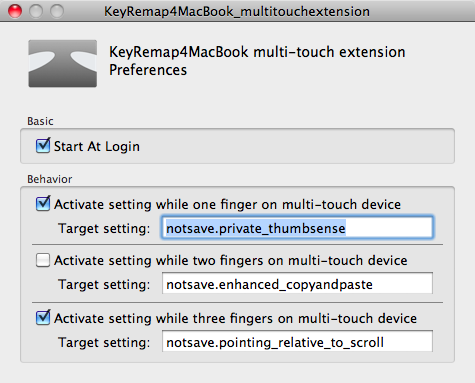 KeyRemap4MacBook_multitouchextension
KeyRemap4MacBook multi-touch extension
Preferences
Basic
Start At Login
Behavior
Activate setting while one finger on multi-touch device
Target setting: notsave.private_thumbsense
Activate setting while two fingers on multi-touch device
Target setting: notsave.enhanced_copyandpaste
Activate setting while three fingers on multi-touch device
Target setting: notsave.pointing_relative_to_scroll